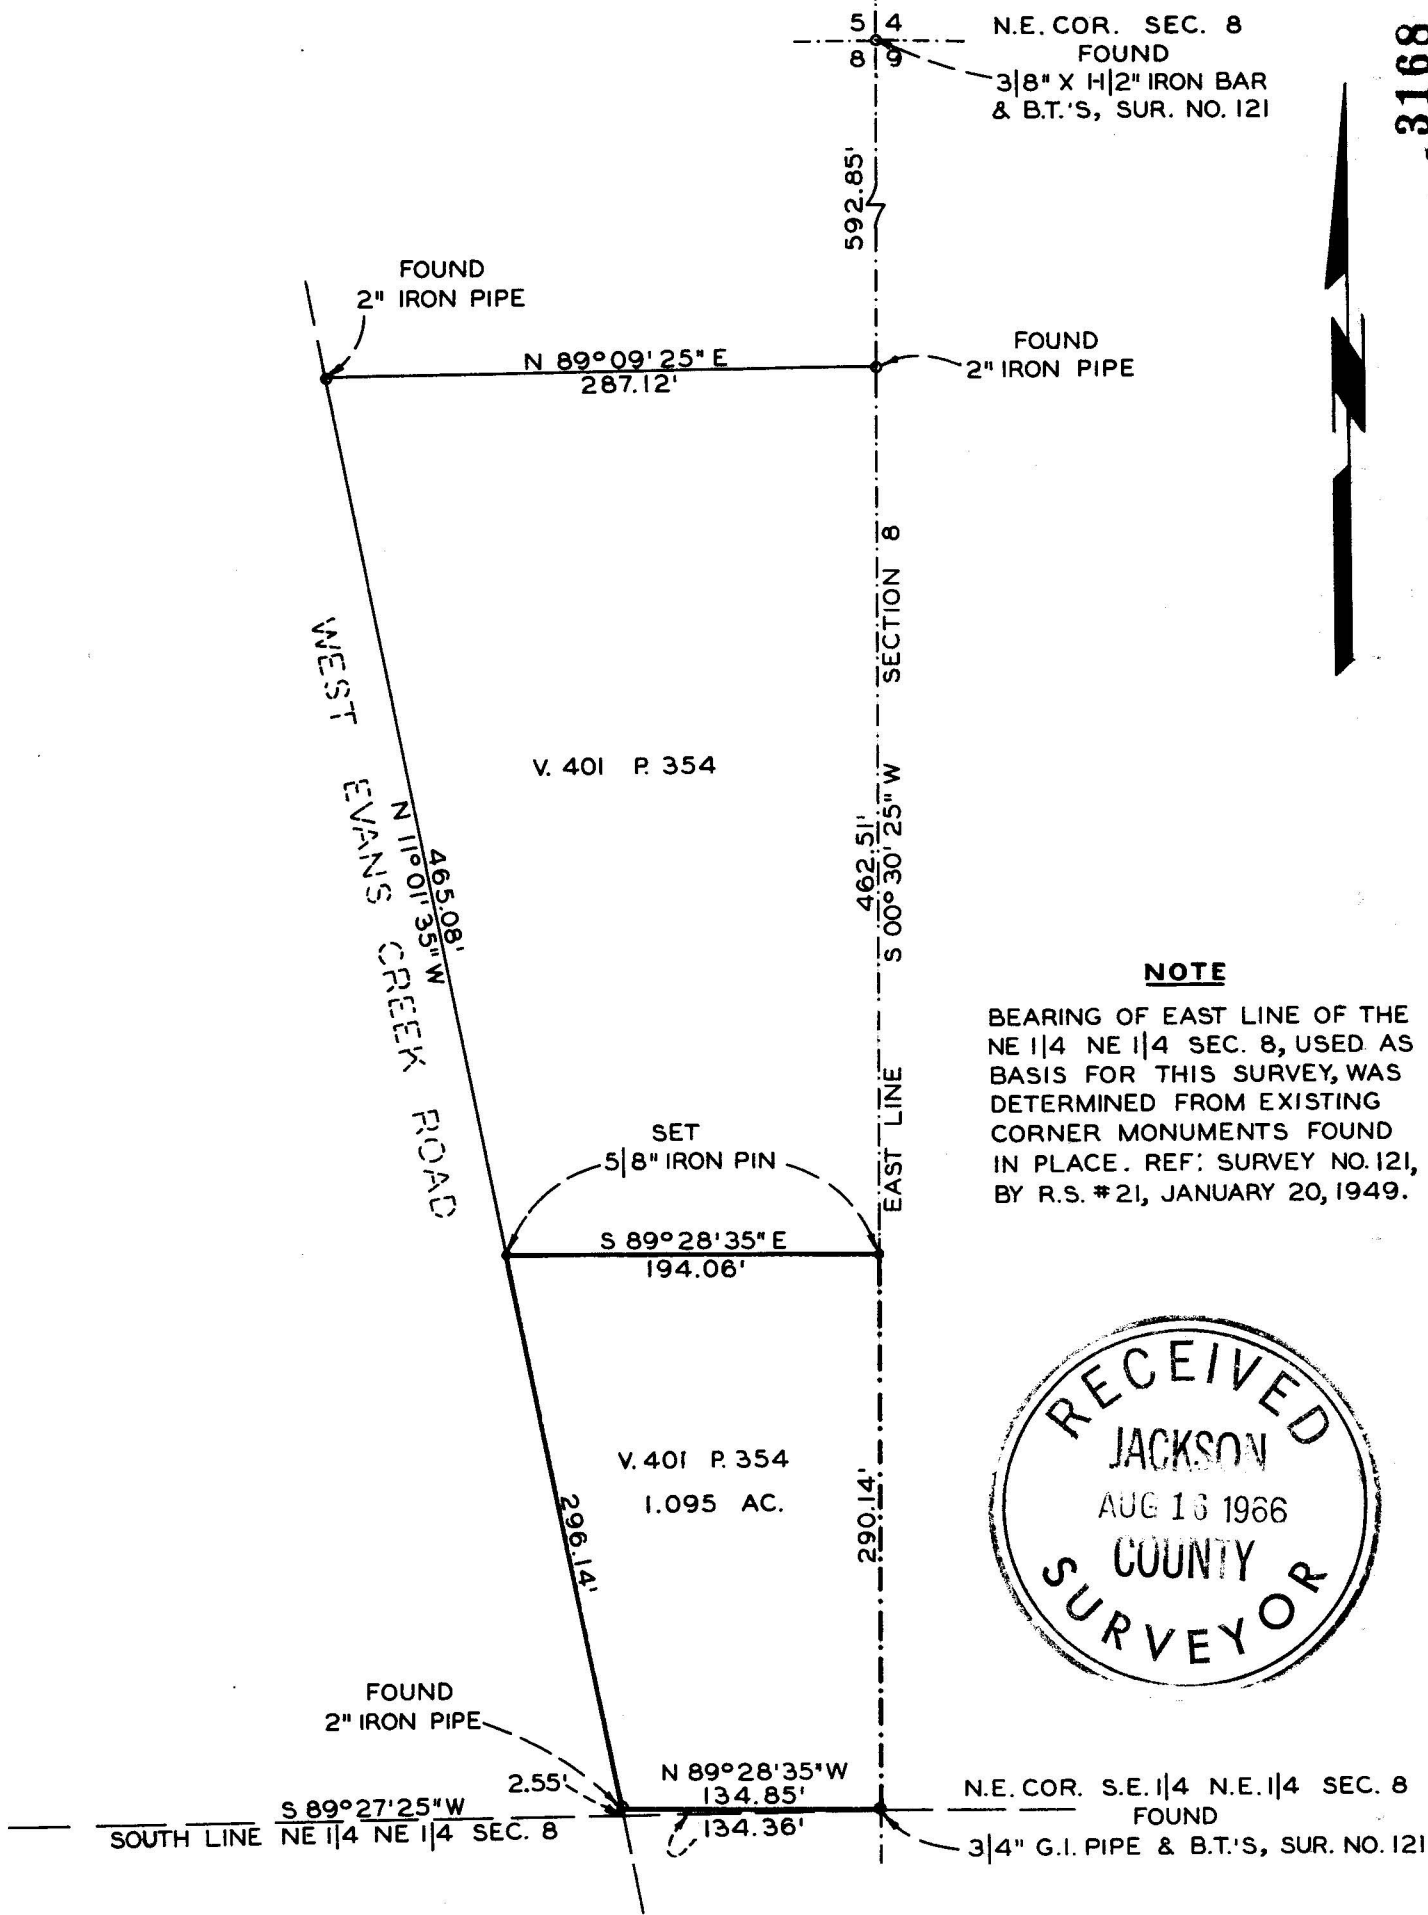 3168
5 4
8 9
N.E. COR. SEC. 8
FOUND
3|8" X 1-1|2" IRON BAR
& B.T.'S, SUR. NO. 121
592.85'
FOUND
2" IRON PIPE
FOUND
2" IRON PIPE
N 89°09'25" E
287.12'
WEST EVANS CREEK ROAD
465.08'
N 11°01'35" W
V. 401 P. 354
462.51'
EAST LINE S 00°30'25" W SECTION 8
NOTE
BEARING OF EAST LINE OF THE
NE 1|4 NE 1|4 SEC. 8, USED AS
BASIS FOR THIS SURVEY, WAS
DETERMINED FROM EXISTING
CORNER MONUMENTS FOUND
IN PLACE. REF: SURVEY NO. 121,
BY R.S. #21, JANUARY 20, 1949.
SET
5|8" IRON PIN
S 89°28'35" E
194.06'
V. 401 P. 354
1.095 AC.
296.14'
290.14'
RECEIVED
JACKSON
AUG 16 1966
COUNTY
SURVEYOR
FOUND
2" IRON PIPE
2.55'
N 89°28'35" W
134.85'
134.36'
S 89°27'25" W
SOUTH LINE NE 1|4 NE 1|4 SEC. 8
N.E. COR. S.E. 1|4 N.E. 1|4 SEC. 8
FOUND
3|4" G.I. PIPE & B.T.'S, SUR. NO. 121